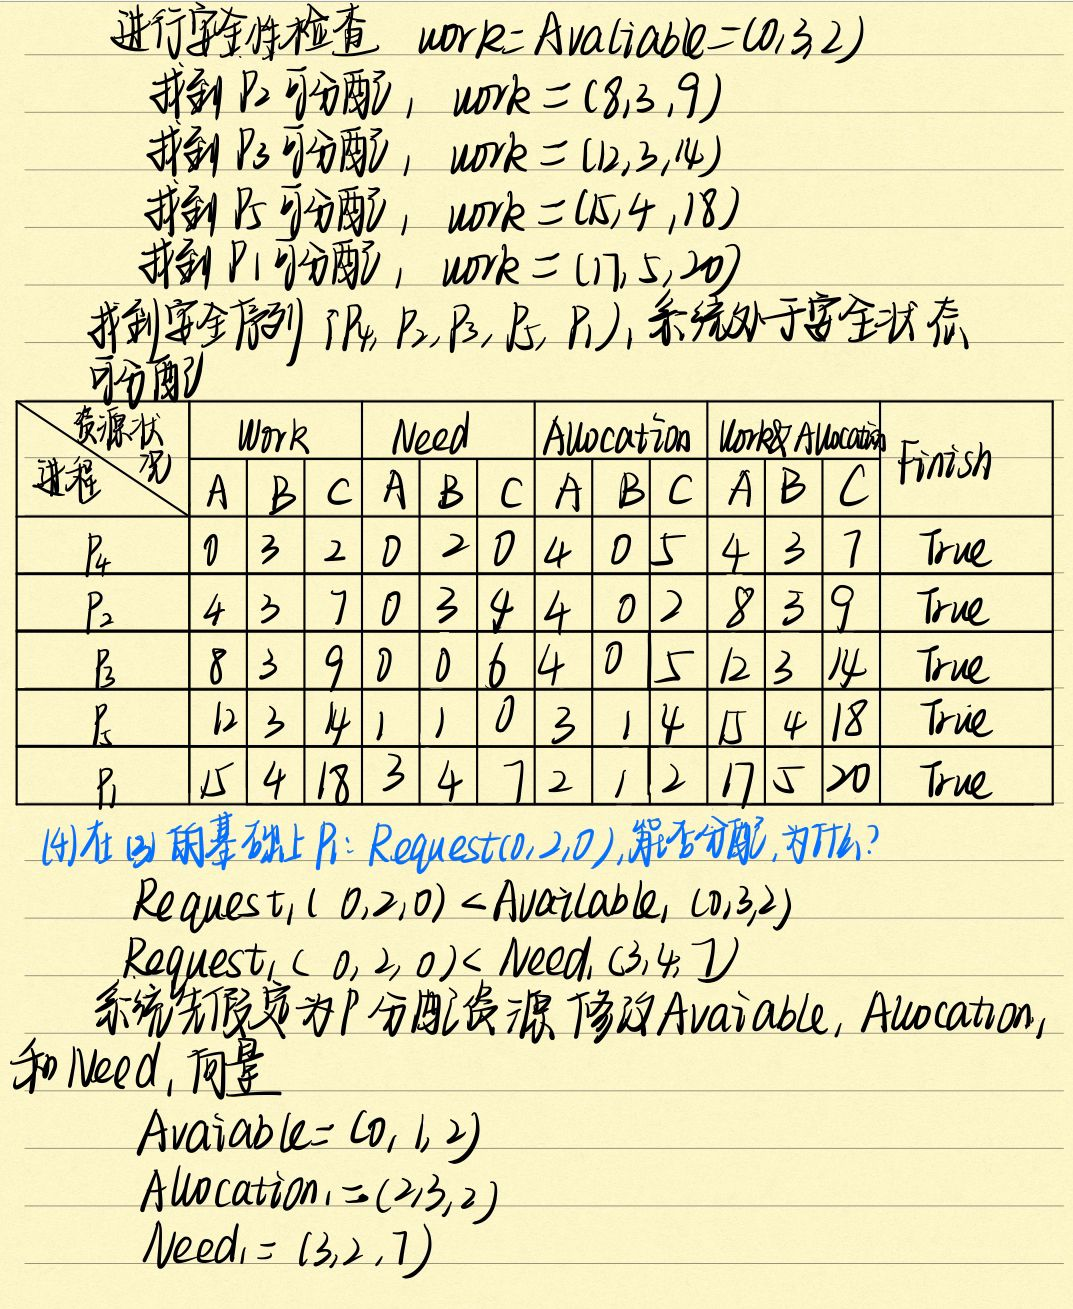 进行安全性检查 work=Avaliable=(0,3,2)
找到P2可分配, work=(8,3,9)
找到P3可分配, work=(12,3,14)
找到P5可分配, work=(15,4,18)
找到P1可分配, work=(17,5,20)
找到安全序列{P4,P2,P3,P5,P1},系统处于安全状态
可分配
资源状况 进程 Work Need Allocation Work&Allocation Finish
A B C A B C A B C A B C
P4 0 3 2 0 2 0 4 0 5 4 3 7 True
P2 4 3 7 0 3 4 4 0 2 8 3 9 True
P3 8 3 9 0 0 6 4 0 5 12 3 14 True
P5 12 3 14 1 1 0 3 1 4 15 4 18 True
P1 15 4 18 3 4 7 2 1 2 17 5 20 True
(4)在(3)的基础上P1:Request(0,2,0),能否分配,为什么?
Request1(0,2,0)<Available,(0,3,2)
Request1(0,2,0)<Need1(3,4,7)
系统先假定为P分配资源 修改Avaiable, Allocation1
和Need1向量
Avaiable=(0,1,2)
Allocation1=(2,3,2)
Need1=(3,2,7)